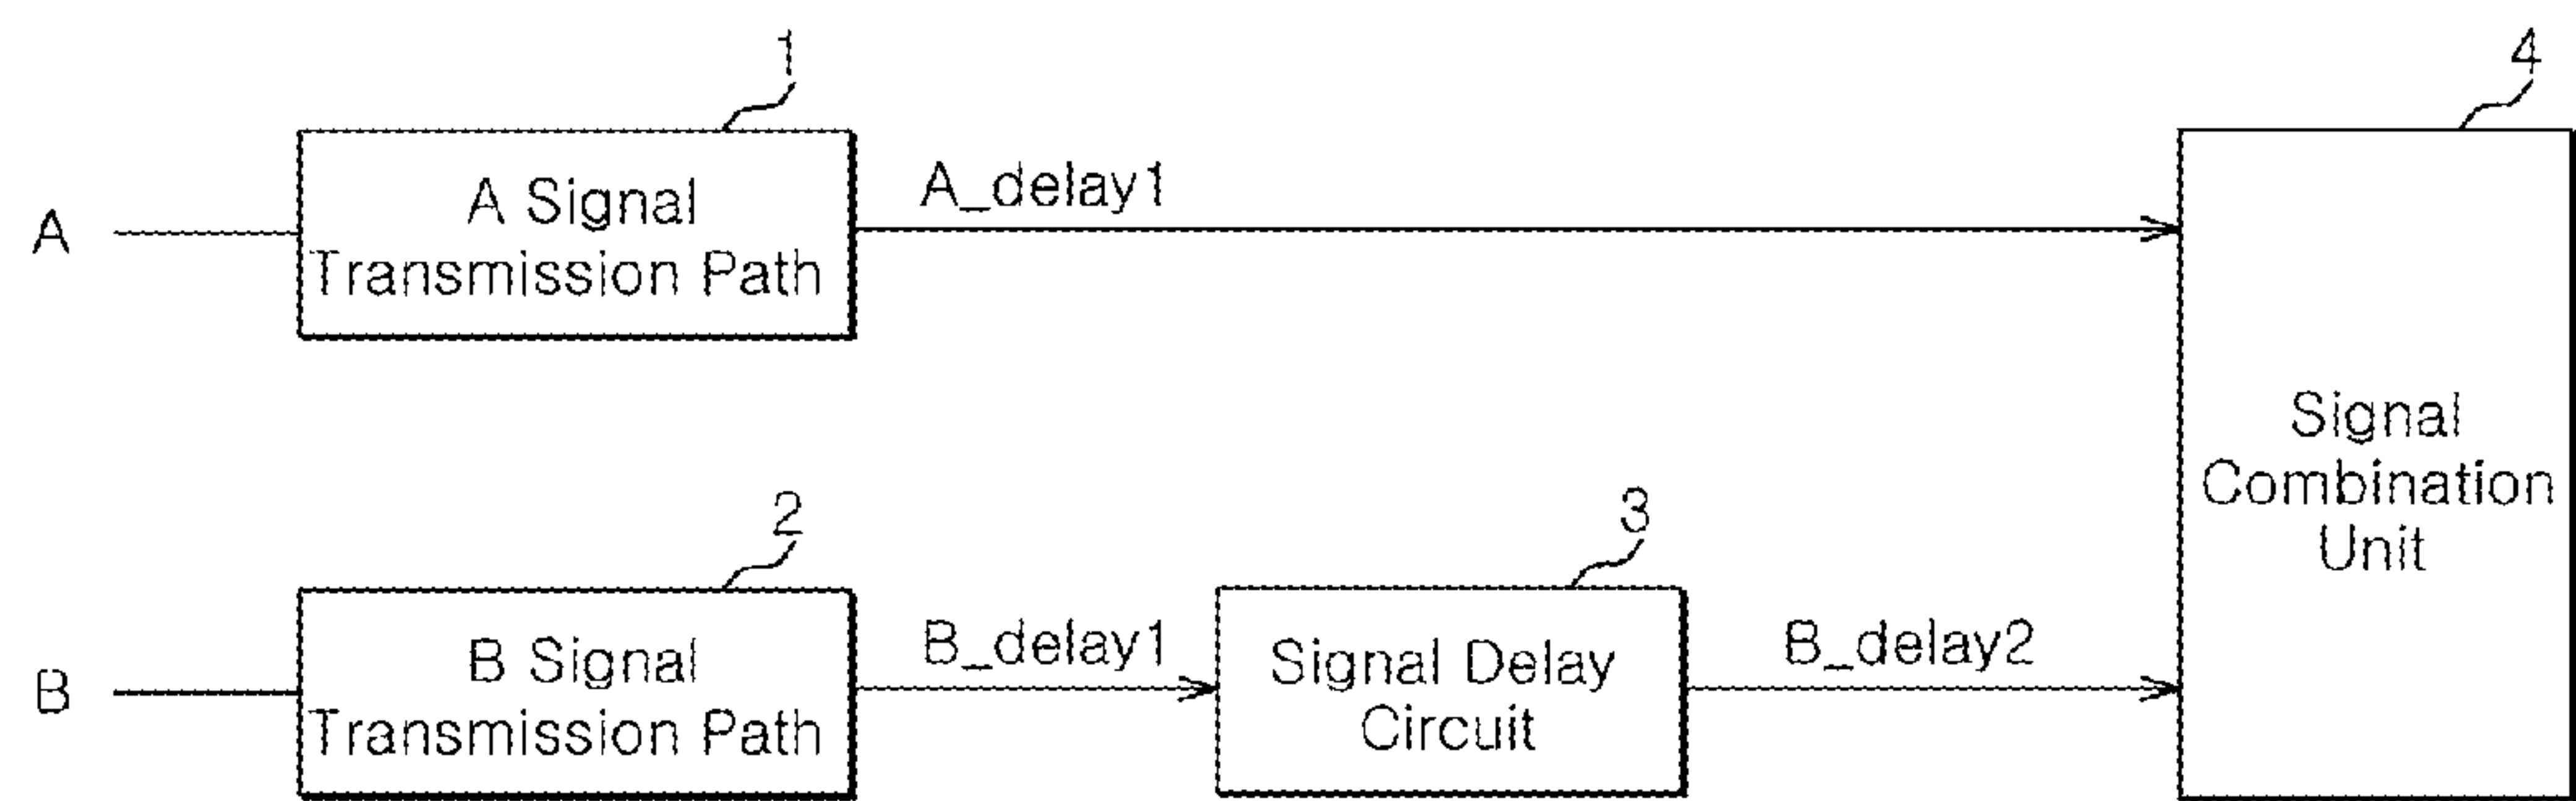 1
4
A
A Signal
Transmission Path
A_delay1
Signal
Combination
Unit
2
3
B
B Signal
Transmission Path
B_delay1
Signal Delay
Circuit
B_delay2